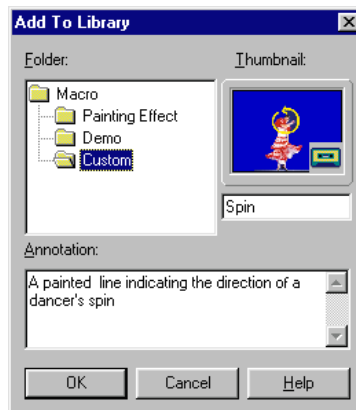 Add To Library
Folder:
Thumbnail:
Macro
Painting Effect
Demo
Custom
Spin
Annotation:
A painted  line indicating the direction of a
dancer's spin
OK
Cancel
Help